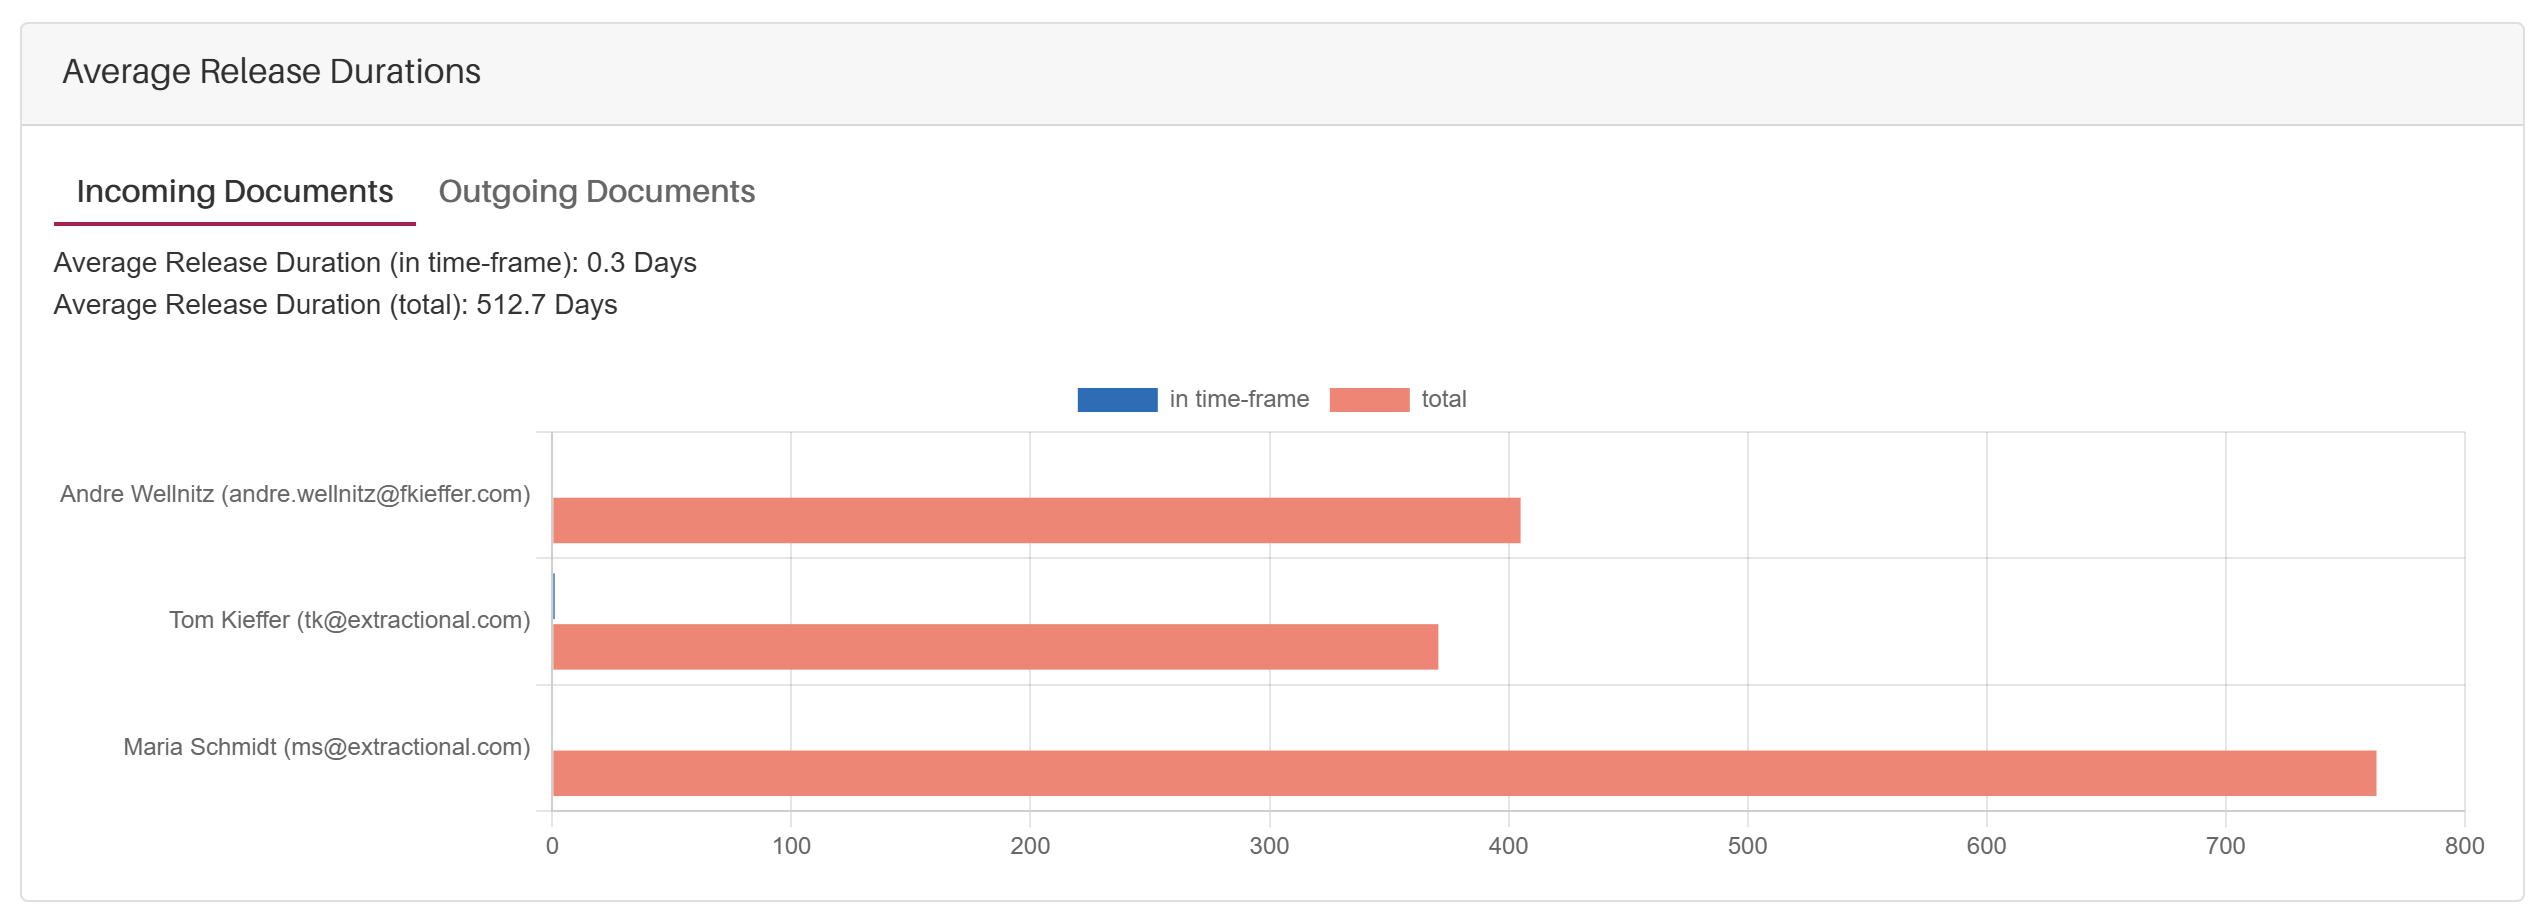 Average Release Durations
Incoming Documents Outgoing Documents
Average Release Duration (in time-frame): 0.3 Days
Average Release Duration (total): 512.7 Days
in time-frame total
Andre Wellnitz (andre.wellnitz@fkieffer.com)
Tom Kieffer (tk@extractional.com)
Maria Schmidt (ms@extractional.com)
0 100 200 300 400 500 600 700 800